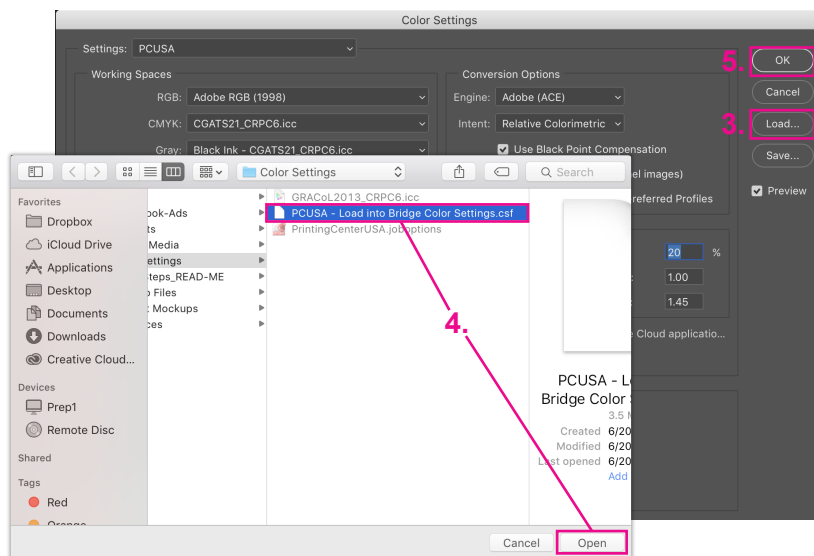 Color Settings
Settings: PCUSA
Working Spaces
RGB: Adobe RGB (1998)
CMYK: CGATS21_CRPC6.icc
Gray: Black Ink - CGATS21_CRPC6.icc
Conversion Options
Engine: Adobe (ACE)
Intent: Relative Colorimetric
Use Black Point Compensation
el images)
referred Profiles
20 %
: 1.00
: 1.45
Cloud applicatio...
5. OK
Cancel
3. Load...
Save...
Preview
Color Settings
Search
Favorites
Dropbox
iCloud Drive
Applications
Desktop
Documents
Downloads
Creative Cloud...
Devices
Prep1
Remote Disc
Shared
Tags
Red
Orange
ook-Ads
ts
Media
ettings
teps_READ-ME
Files
Mockups
ces
GRACoL2013_CRPC6.icc
PCUSA - Load into Bridge Color Settings.csf
PrintingCenterUSA.joboptions
4.
PCUSA - L
Bridge Color
3.5
Created 6/20
Modified 6/20
Last opened 6/20
Add
Cancel
Open